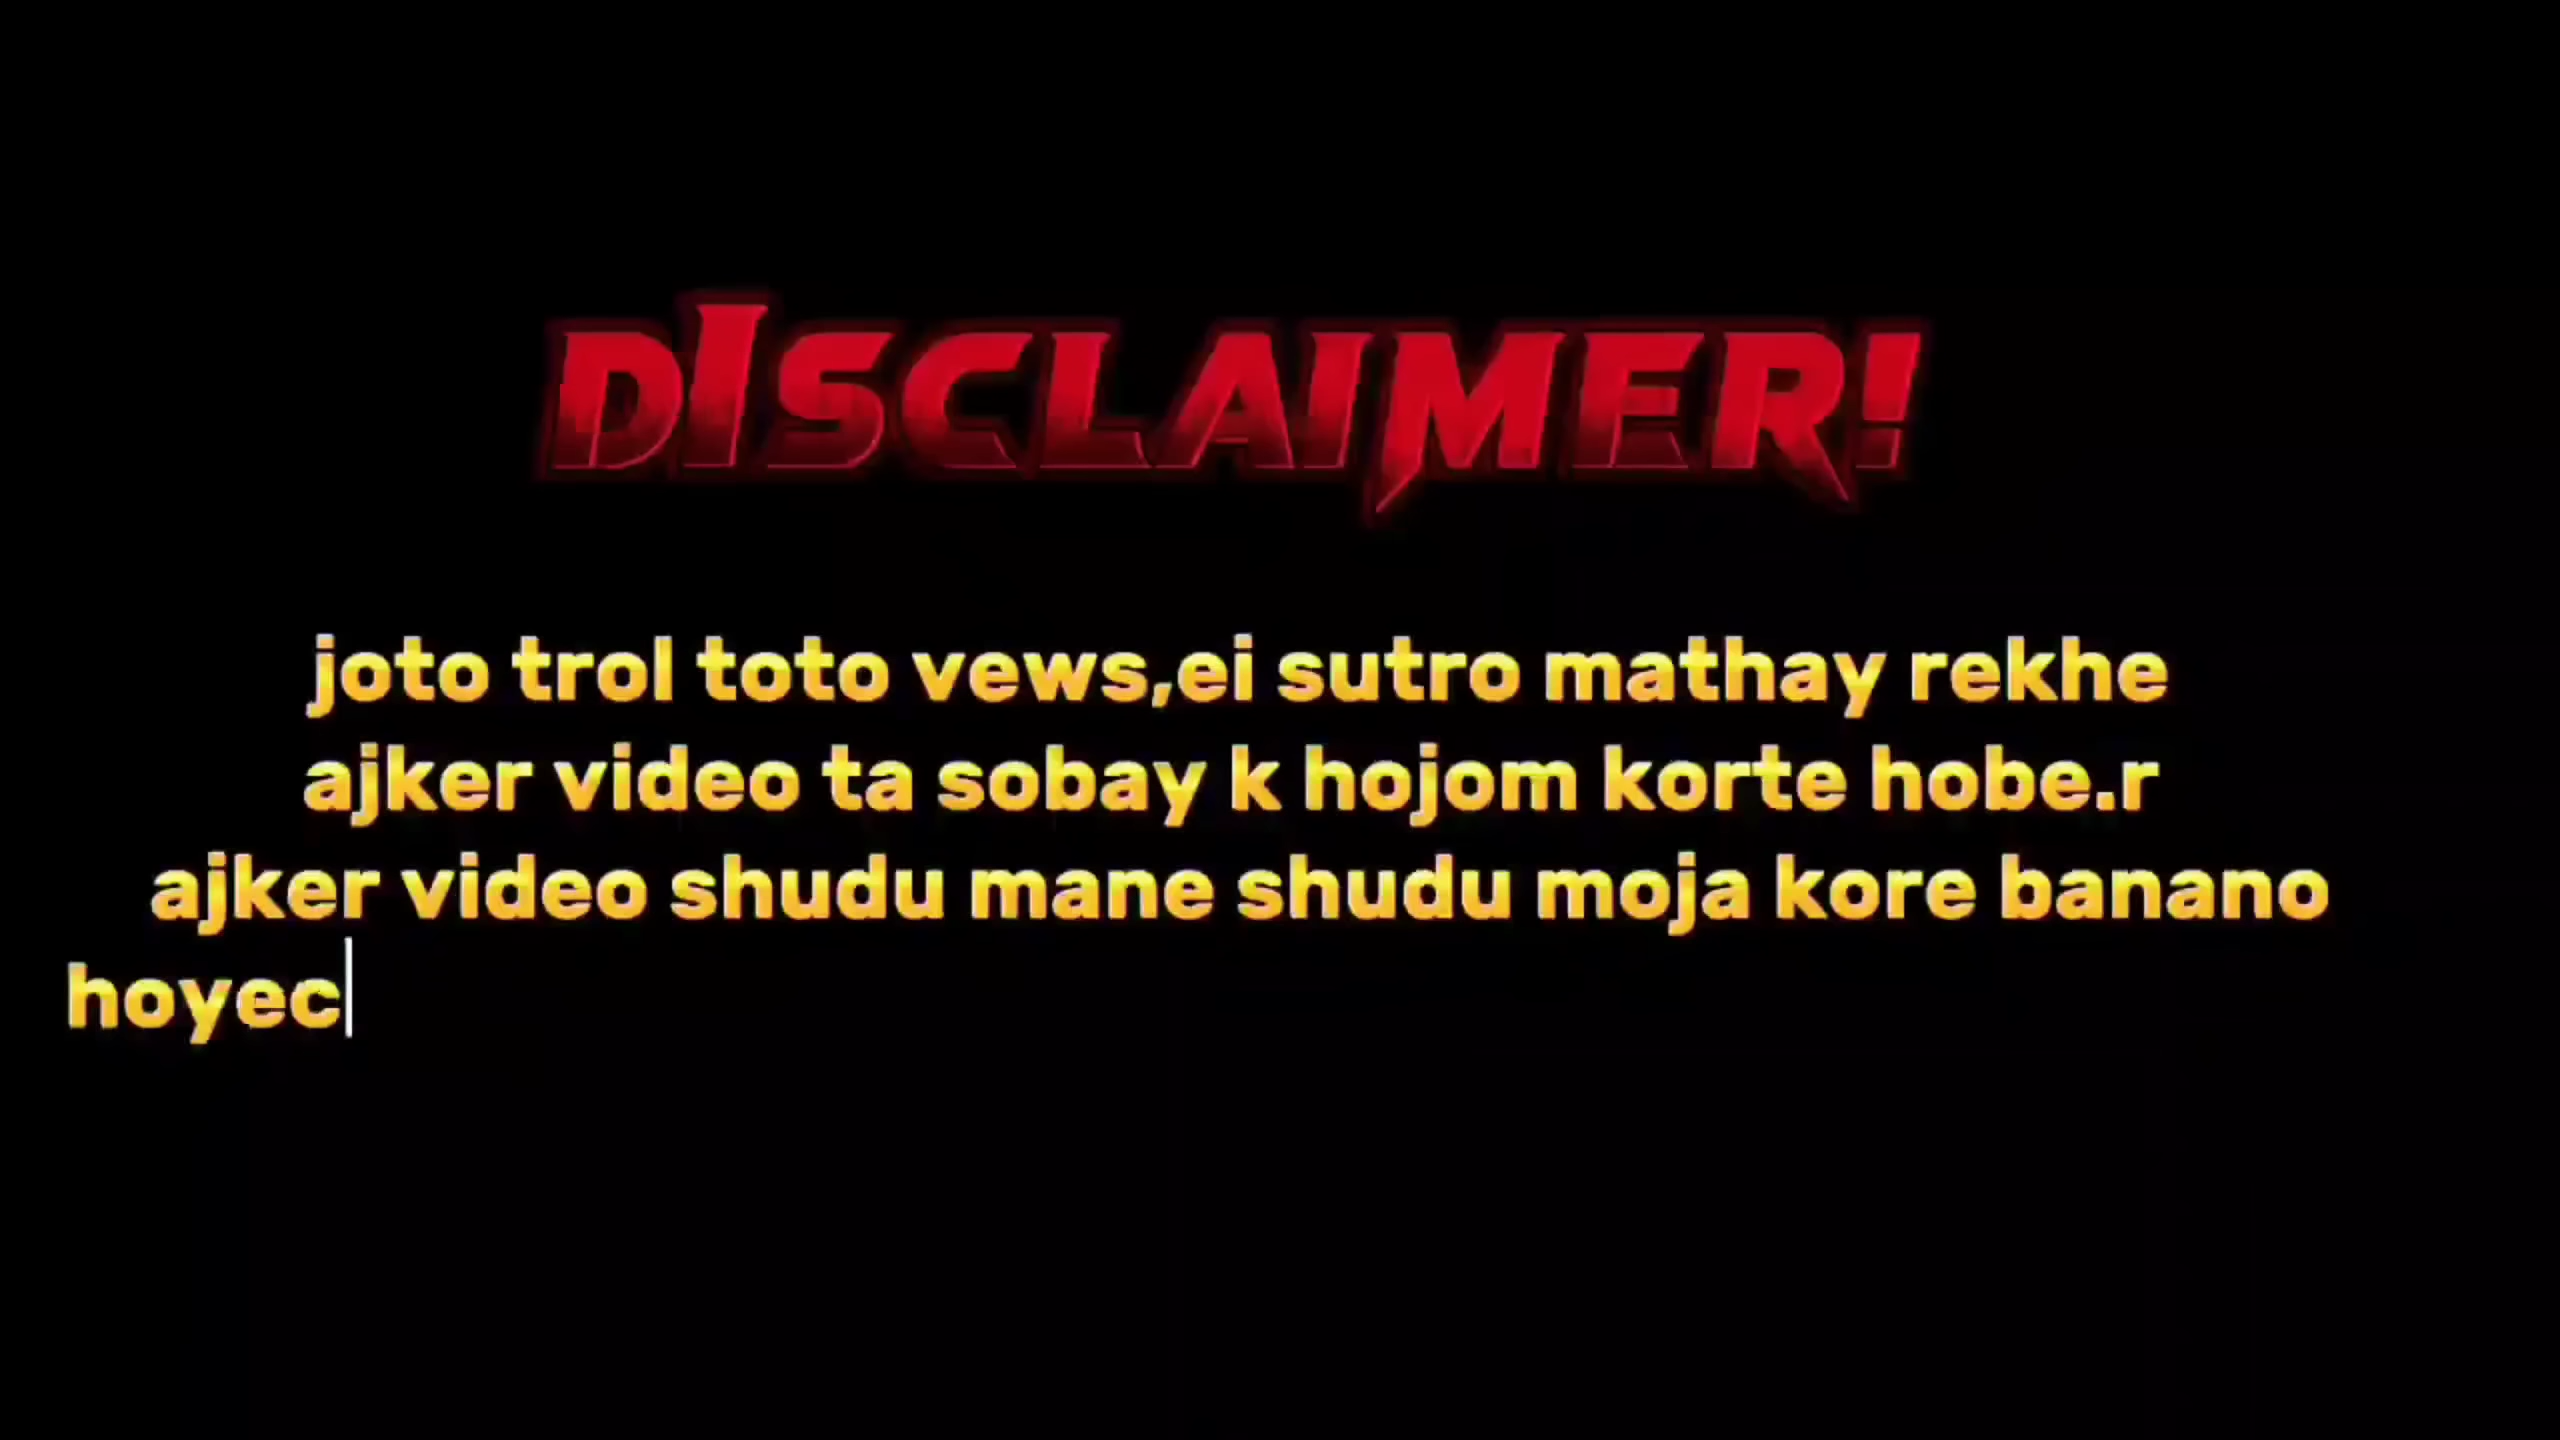 DISCLAIMER!
joto trol toto vews,ei sutro mathay rekhe
ajker video ta sobay k hojom korte hobe.r
ajker video shudu mane shudu moja kore banano
hoyec